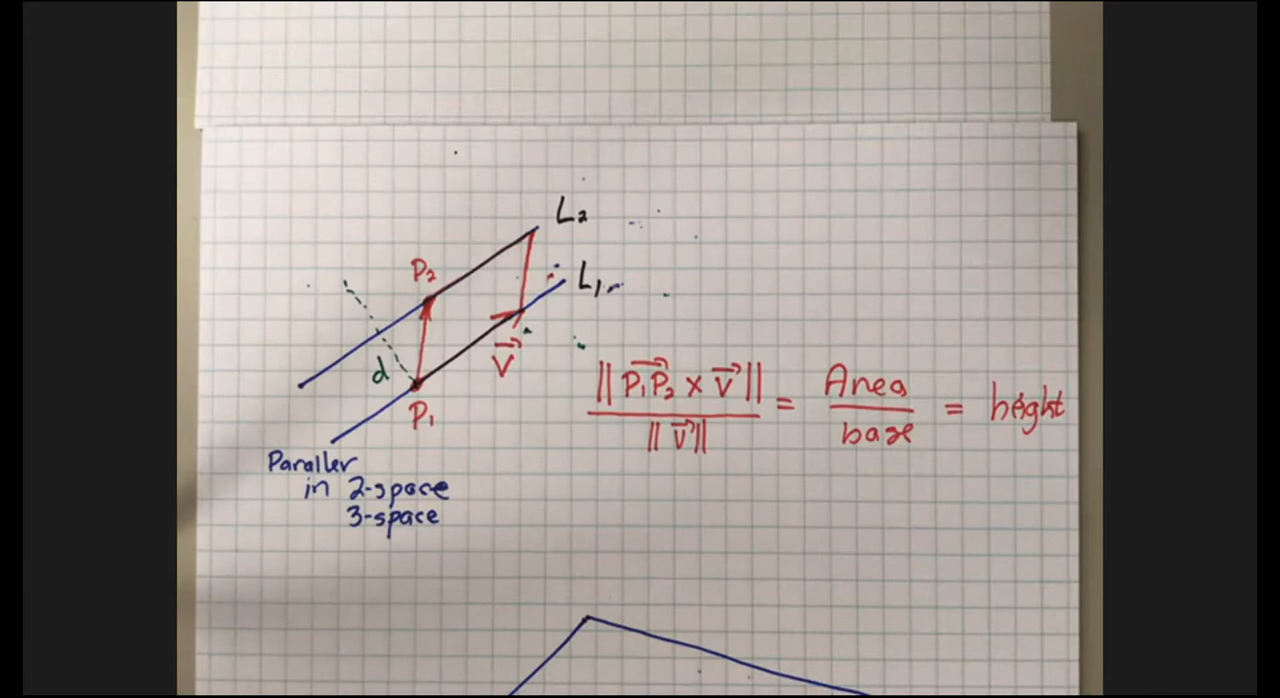 L₂
P₂
L₁
d
V⃗
P₁
‖ P₁P₂⃗ × V⃗ ‖ / ‖ V⃗ ‖ = Area / base = height
Paraller
in 2-space
3-space